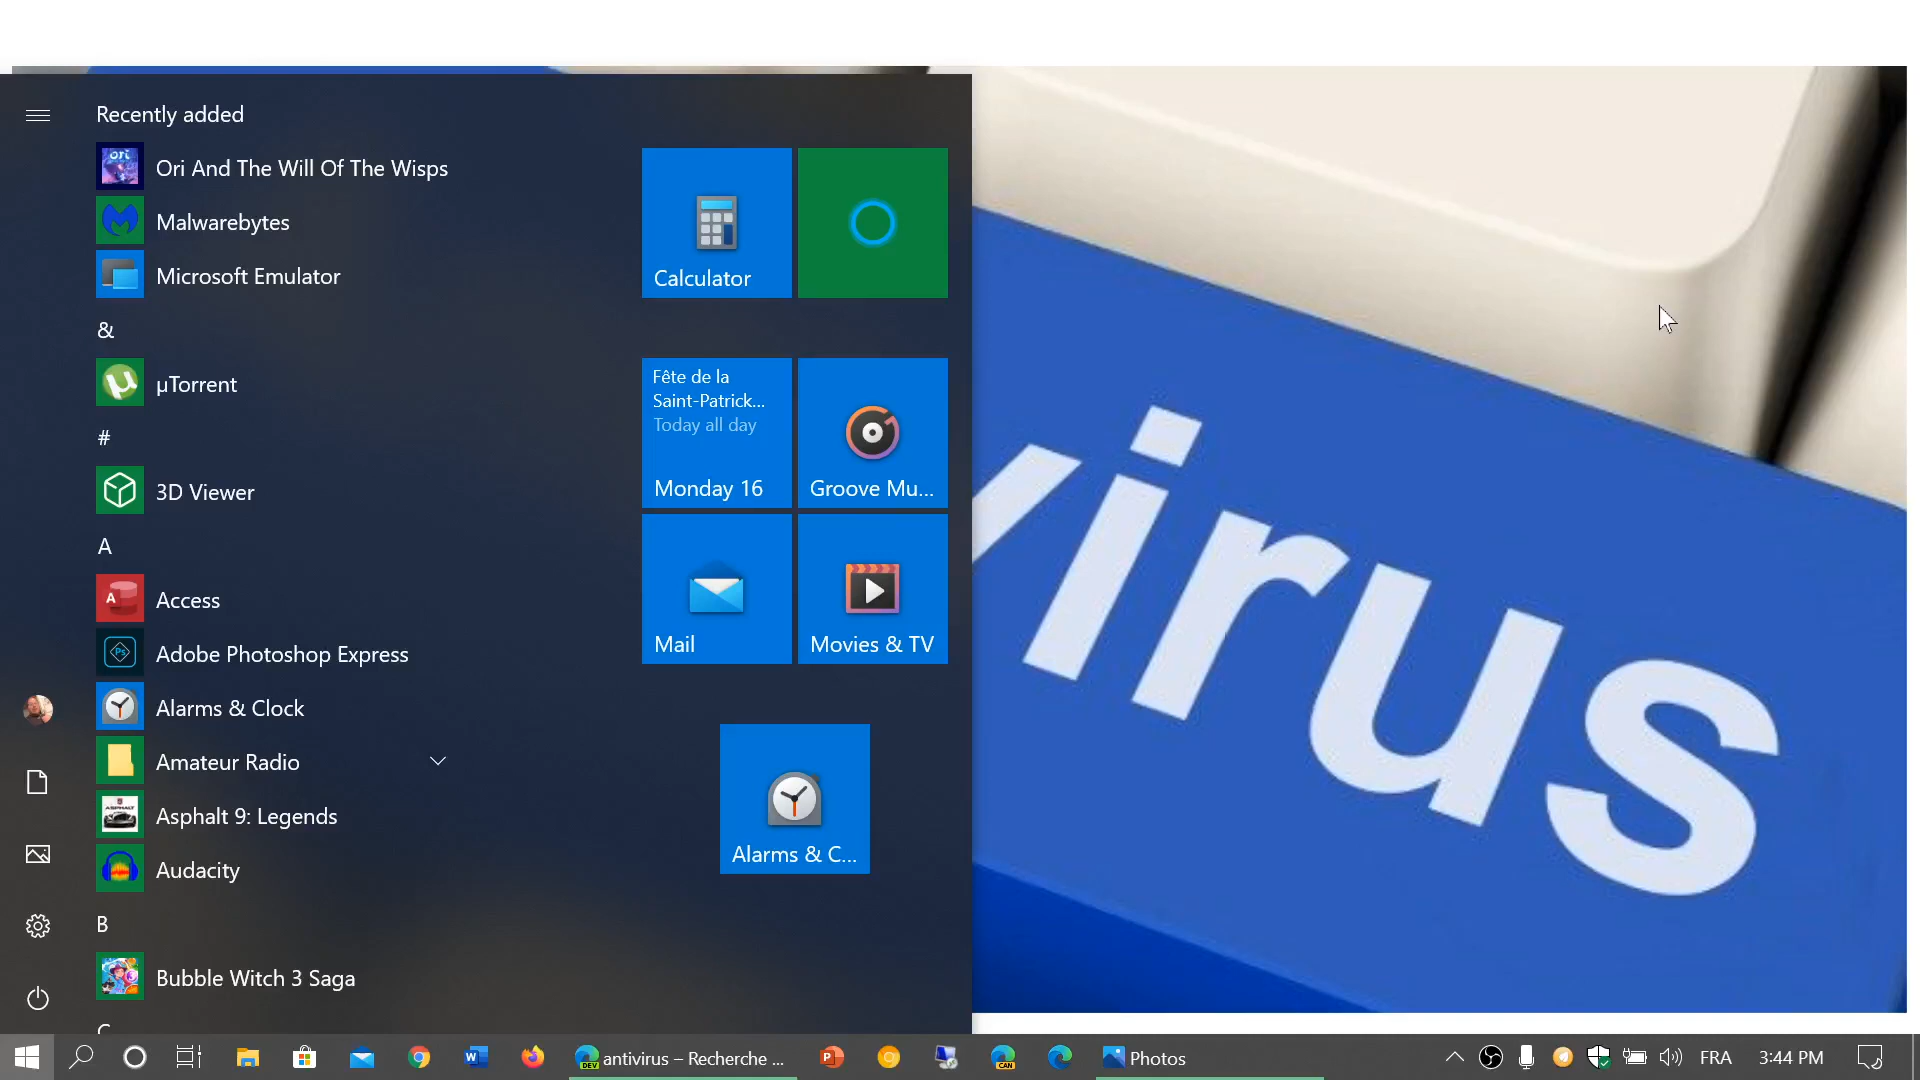 Recently added
Ori And The Will Of The Wisps
Malwarebytes
Microsoft Emulator
&
µTorrent
#
3D Viewer
A
Access
Adobe Photoshop Express
Alarms & Clock
Amateur Radio
Asphalt 9: Legends
Audacity
B
Bubble Witch 3 Saga
C
Calculator
Fête de la
Saint-Patrick...
Today all day
Monday 16
Groove Mu...
Mail
Movies & TV
Alarms & C...
virus
antivirus – Recherche ...
Photos
FRA
3:44 PM